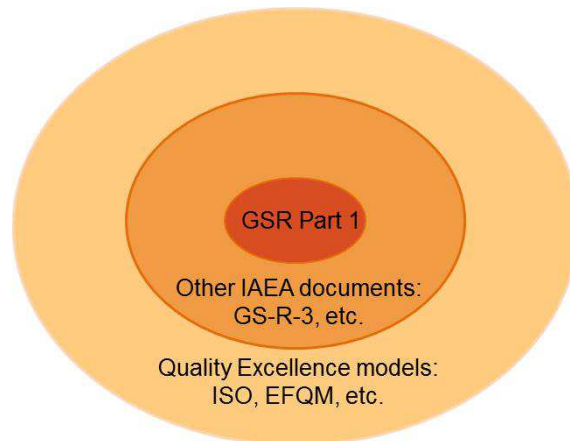 GSR Part 1
Other IAEA documents:
GS-R-3, etc.
Quality Excellence models:
ISO, EFQM, etc.